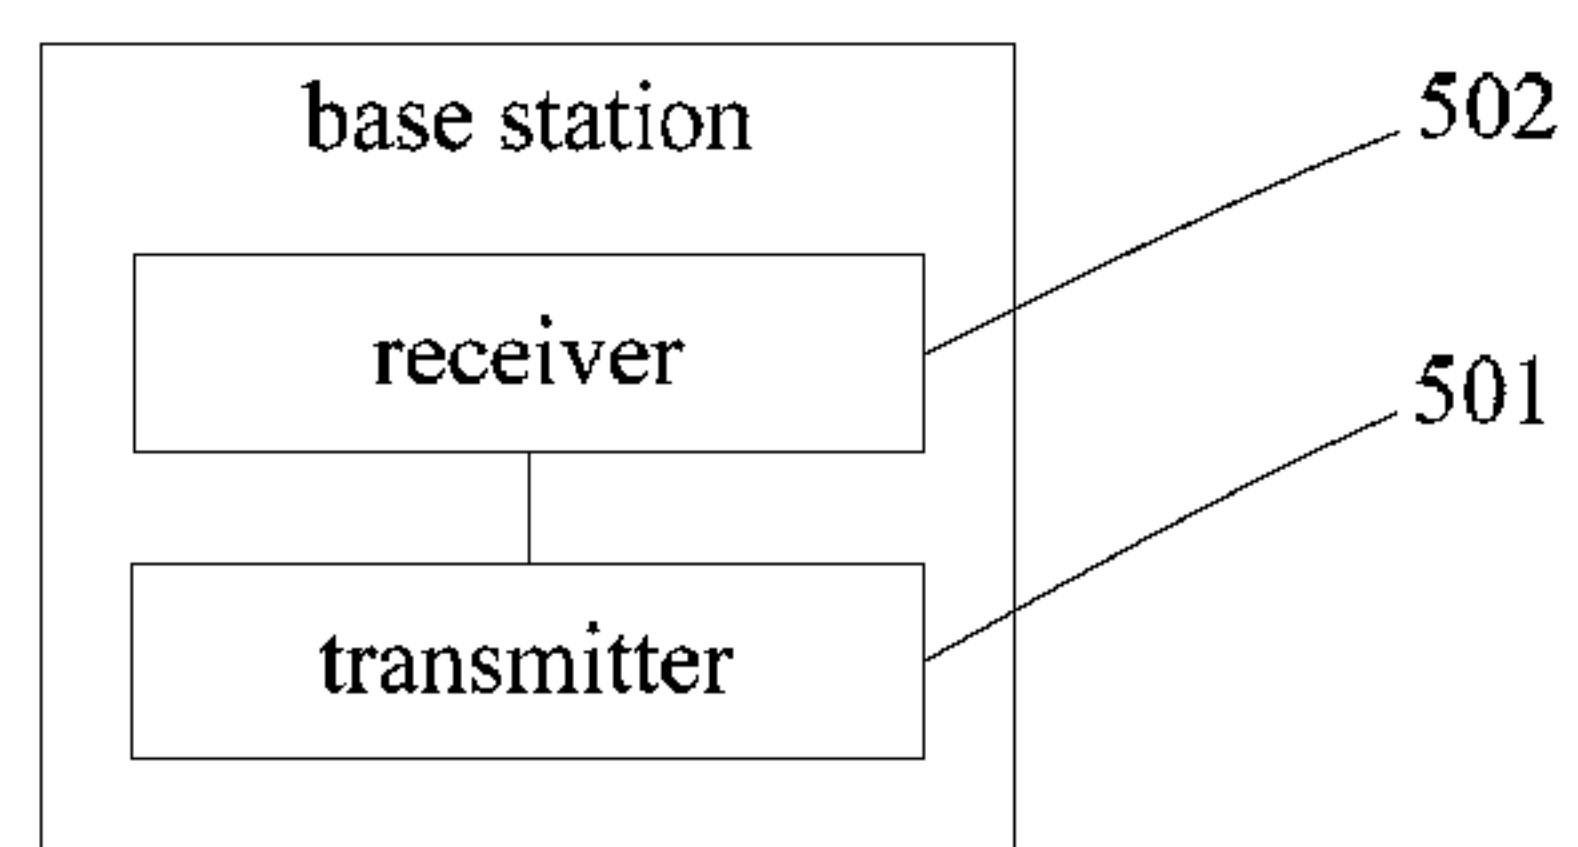 base station
502
receiver
501
transmitter